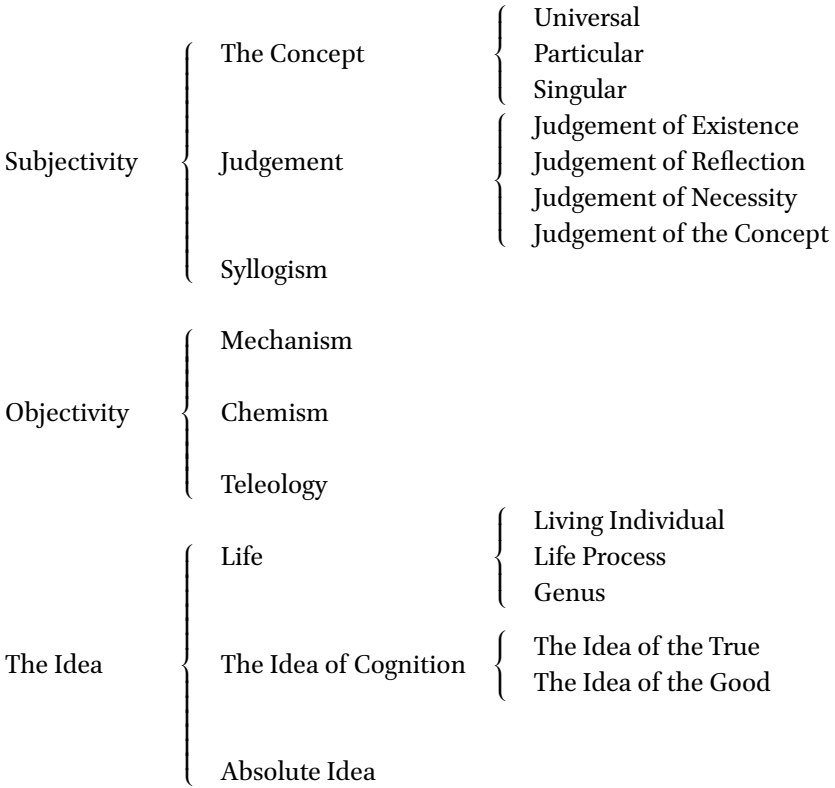 Universal
The Concept Particular
Singular
Judgement of Existence
Subjectivity Judgement Judgement of Reflection
Judgement of Necessity
Judgement of the Concept
Syllogism
Mechanism
Objectivity Chemism
Teleology
Living Individual
Life Life Process
Genus
The Idea of the True
The Idea The Idea of Cognition
The Idea of the Good
Absolute Idea